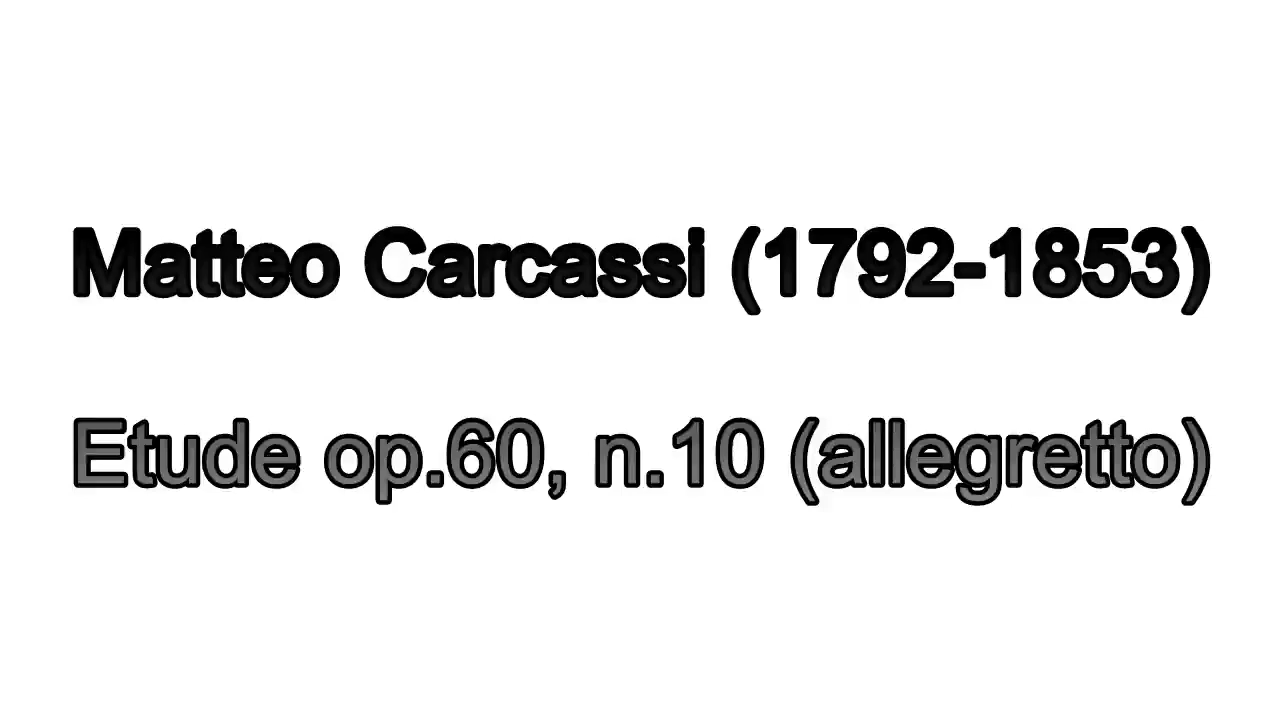 Matteo Carcassi (1792-1853)
Etude op.60, n.10 (allegretto)